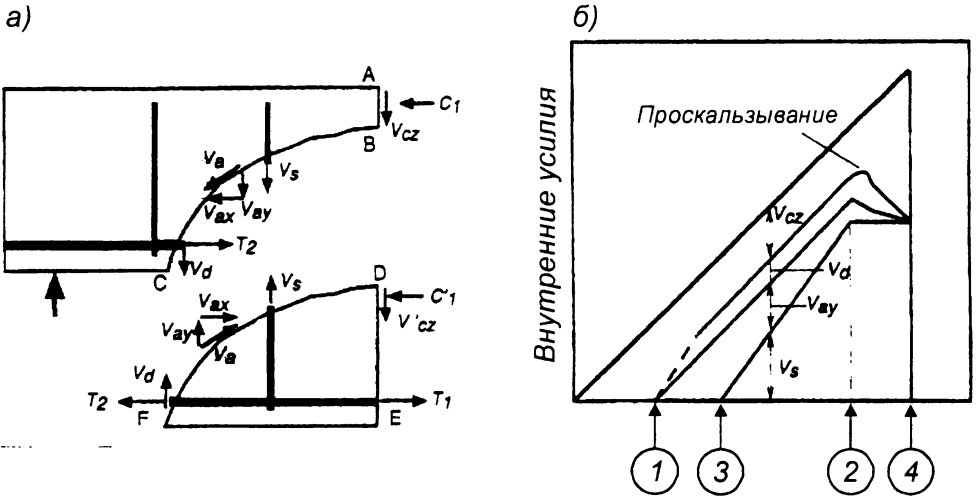 а)
A
C1
Vcz
B
Va
Vs
Vax
Vay
T2
C
Vd
D
Vs
C'1
V'cz
Vax
Vay
Va
Vd
T2
F
E
T1
б)
Внутренние усилия
Проскальзывание
Vcz
Vd
Vay
Vs
1
3
2
4